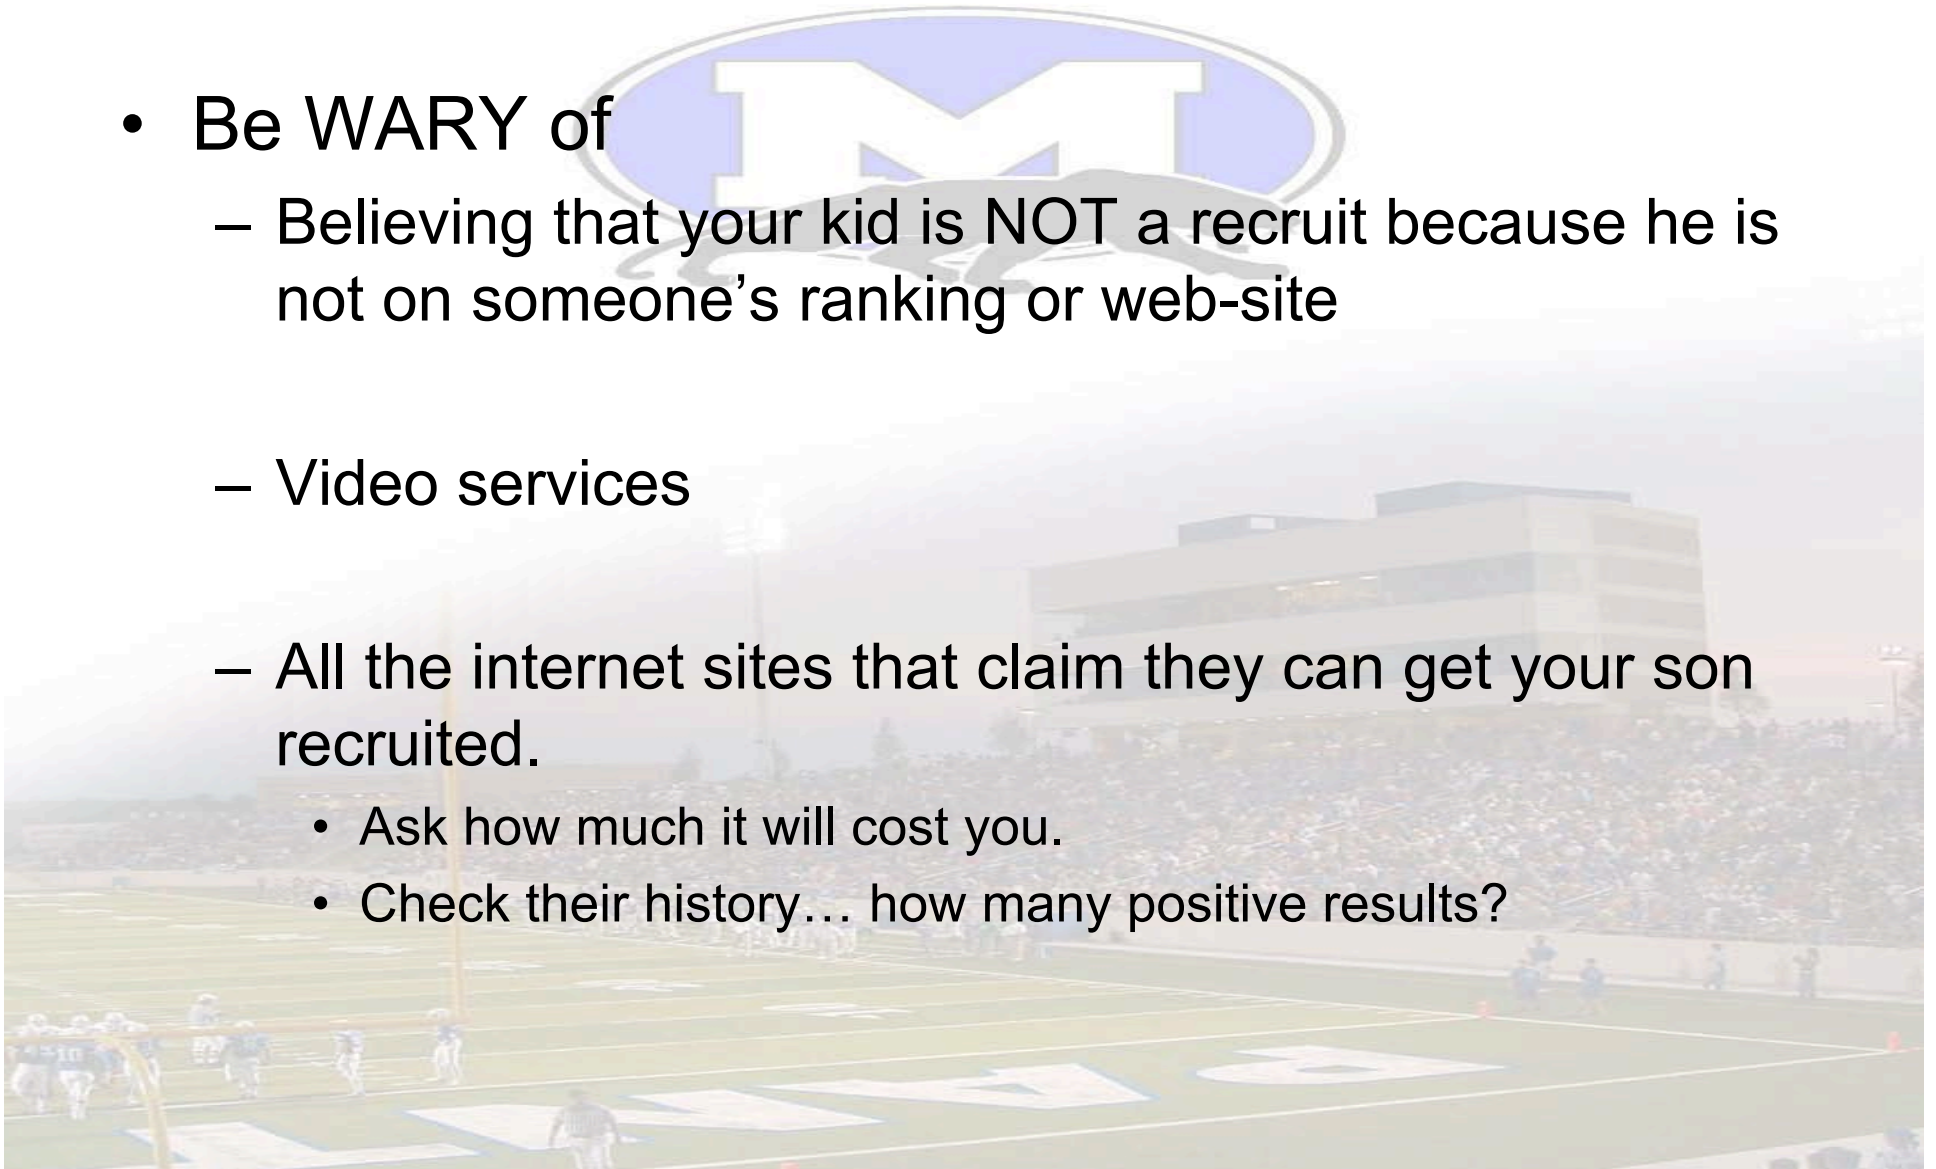 • Be WARY of
– Believing that your kid is NOT a recruit because he is
not on someone’s ranking or web-site
– Video services
– All the internet sites that claim they can get your son
recruited.
• Ask how much it will cost you.
• Check their history… how many positive results?
M